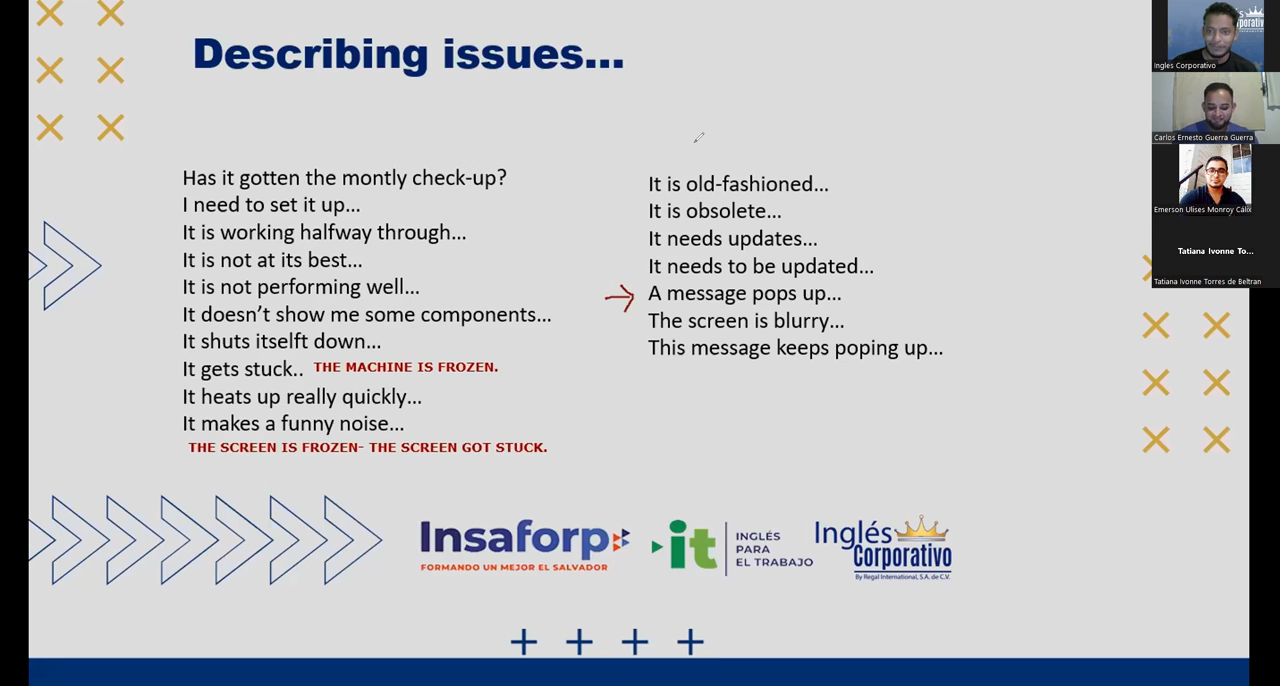 Describing issues...
Has it gotten the montly check-up?
I need to set it up...
It is working halfway through...
It is not at its best...
It is not performing well...
It doesn't show me some components...
It shuts itselft down...
It gets stuck.. THE MACHINE IS FROZEN.
It heats up really quickly...
It makes a funny noise...
THE SCREEN IS FROZEN- THE SCREEN GOT STUCK.
It is old-fashioned...
It is obsolete...
It needs updates...
It needs to be updated...
A message pops up...
The screen is blurry...
This message keeps poping up...
Insaforp
FORMANDO UN MEJOR EL SALVADOR
it
INGLÉS
PARA
EL TRABAJO
Inglés
Corporativo
By Regal International, S.A. de C.V.
Ingles Corporativo
Carlos Ernesto Guerra Guerra
Emerson Ulises Monroy Cálix
Tatiana Ivonne To...
Tatiana Ivonne Torres de Beltran